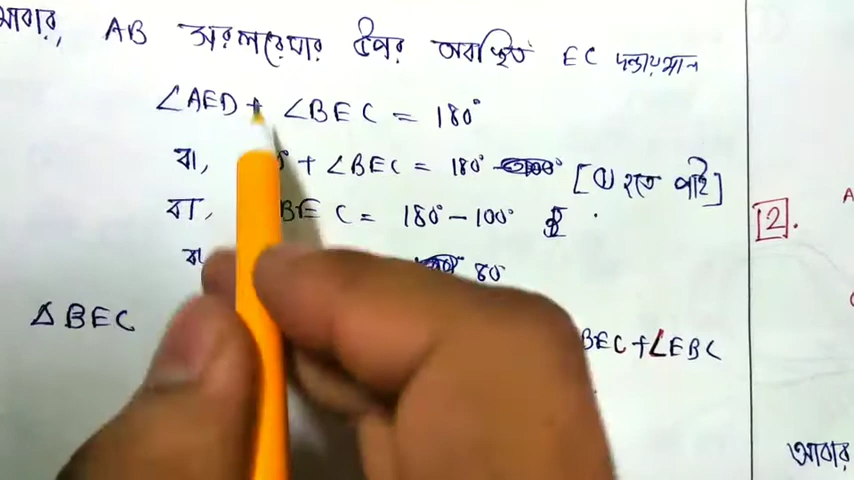 আবার, AB সরলরেখার উপর অবস্থিত EC দন্ডায়মান
∠AED + ∠BEC = 180°
বা, ° + ∠BEC = 180° [① হতে পাই]
বা, BEC = 180° - 100°
বা 80°
Δ BEC BEC + ∠EBC
2.
আবার